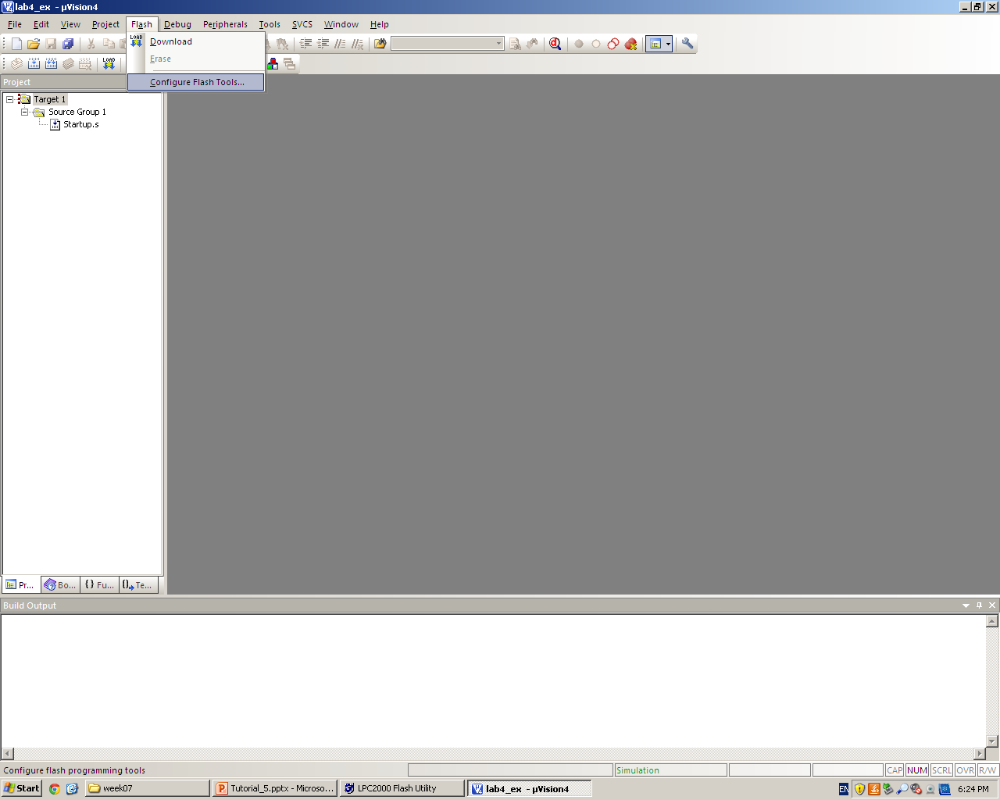 lab4_ex - µVision4
File Edit View Project Flash Debug Peripherals Tools SVCS Window Help
LOAD Download
Erase
LOAD
Configure Flash Tools...
Project
Target 1
Source Group 1
Startup.s
Pr... Bo... {} Fu... Te...
Build Output
Configure flash programming tools
Simulation
CAP NUM SCRL OVR R/W
Start
week07
Tutorial_5.pptx - Microso...
LPC2000 Flash Utility
lab4_ex - µVision4
EN
6:24 PM